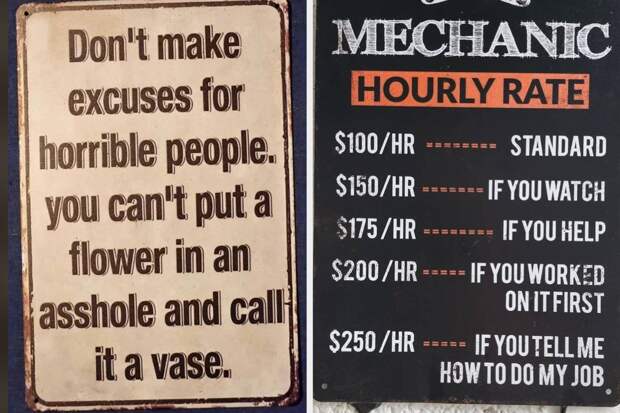 Don't make
excuses for
horrible people.
you can't put a
flower in an
asshole and call
it a vase.
MECHANIC
HOURLY RATE
$100/HR -------- STANDARD
$150/HR ------- IF YOU WATCH
$175/HR -------- IF YOU HELP
$200/HR ----- IF YOU WORKED
ON IT FIRST
$250/HR ----- IF YOU TELL ME
HOW TO DO MY JOB